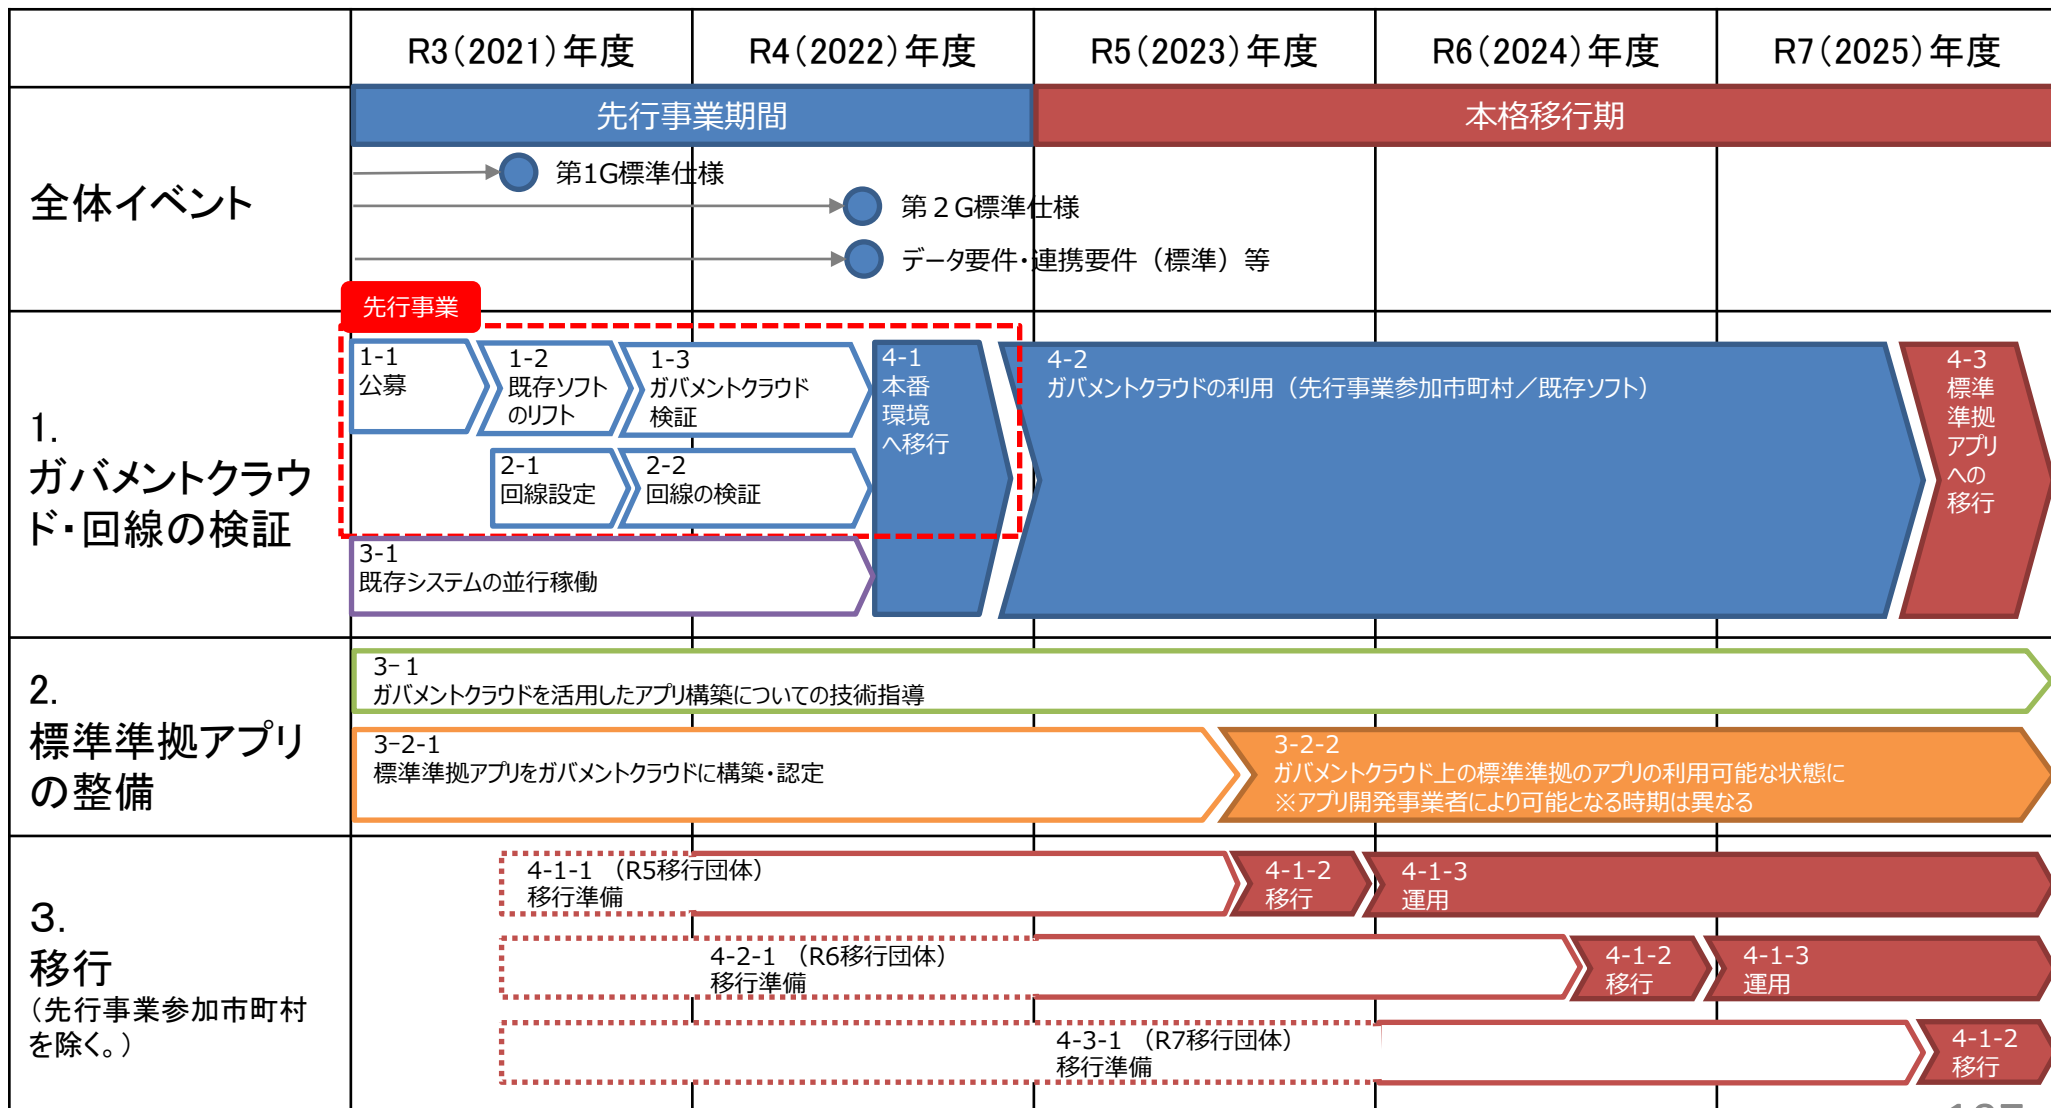 R3（2021）年度
R4（2022）年度
R5（2023）年度
R6（2024）年度
R7（2025）年度
先行事業期間
本格移行期
全体イベント
第1G標準仕様
第２G標準仕様
データ要件・連携要件（標準）等
先行事業
1.
ガバメントクラウ
ド・回線の検証
1-1
公募
1-2
既存ソフト
のリフト
1-3
ガバメントクラウド
検証
2-1
回線設定
2-2
回線の検証
3-1
既存システムの並行稼働
4-1
本番
環境
へ移行
4-2
ガバメントクラウドの利用（先行事業参加市町村／既存ソフト）
4-3
標準
準拠
アプリ
への
移行
2.
標準準拠アプリ
の整備
3-１
ガバメントクラウドを活用したアプリ構築についての技術指導
3-2-1
標準準拠アプリをガバメントクラウドに構築・認定
3-2-2
ガバメントクラウド上の標準準拠のアプリの利用可能な状態に
※アプリ開発事業者により可能となる時期は異なる
３.
移行
（先行事業参加市町村
を除く。）
4-1-1 （R5移行団体）
移行準備
4-1-2
移行
4-1-3
運用
4-2-1 （R6移行団体）
移行準備
4-1-2
移行
4-1-3
運用
4-3-1 （R7移行団体）
移行準備
4-1-2
移行